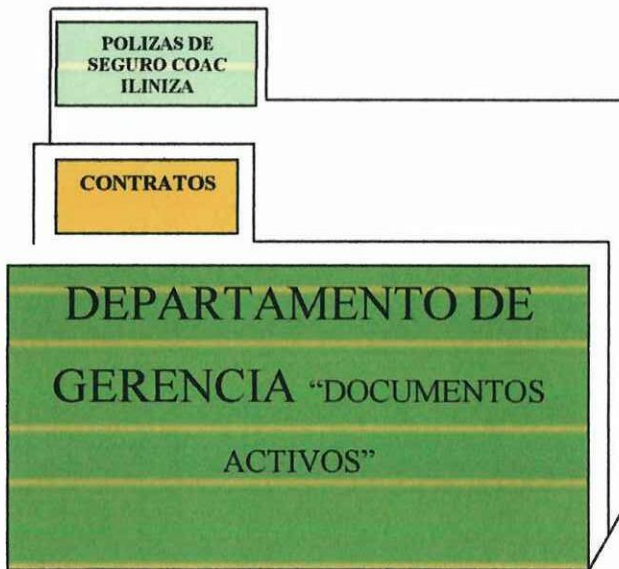 POLIZAS DE
SEGURO COAC
ILINIZA
CONTRATOS
DEPARTAMENTO DE
GERENCIA “DOCUMENTOS
ACTIVOS”